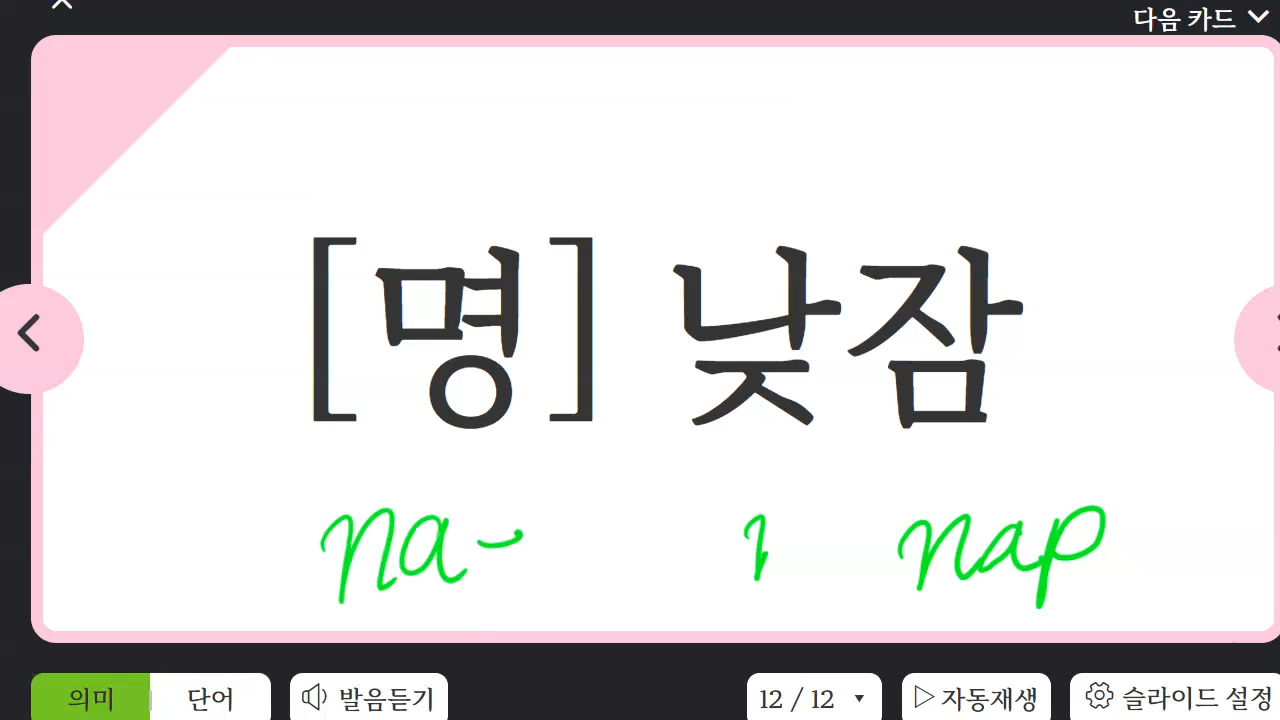 다음 카드
[명] 낮잠
na- 1 nap
의미 단어 발음듣기 12 / 12 자동재생 슬라이드 설정